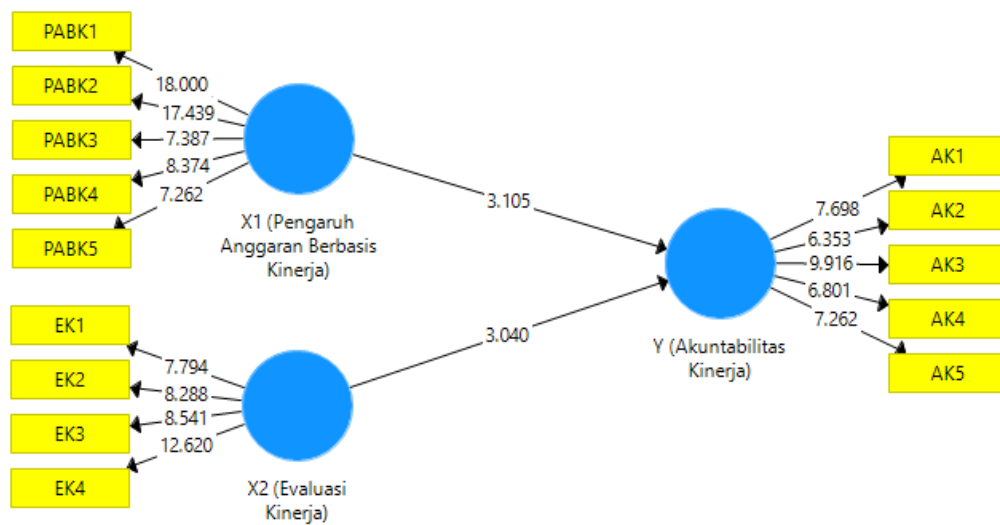 PABK1
PABK2
PABK3
PABK4
PABK5
18.000
17.439
7.387
8.374
7.262
X1 (Pengaruh
Anggaran Berbasis
Kinerja)
3.105
EK1
EK2
EK3
EK4
7.794
8.288
8.541
12.620
X2 (Evaluasi
Kinerja)
3.040
Y (Akuntabilitas
Kinerja)
7.698
6.353
9.916
6.801
7.262
AK1
AK2
AK3
AK4
AK5